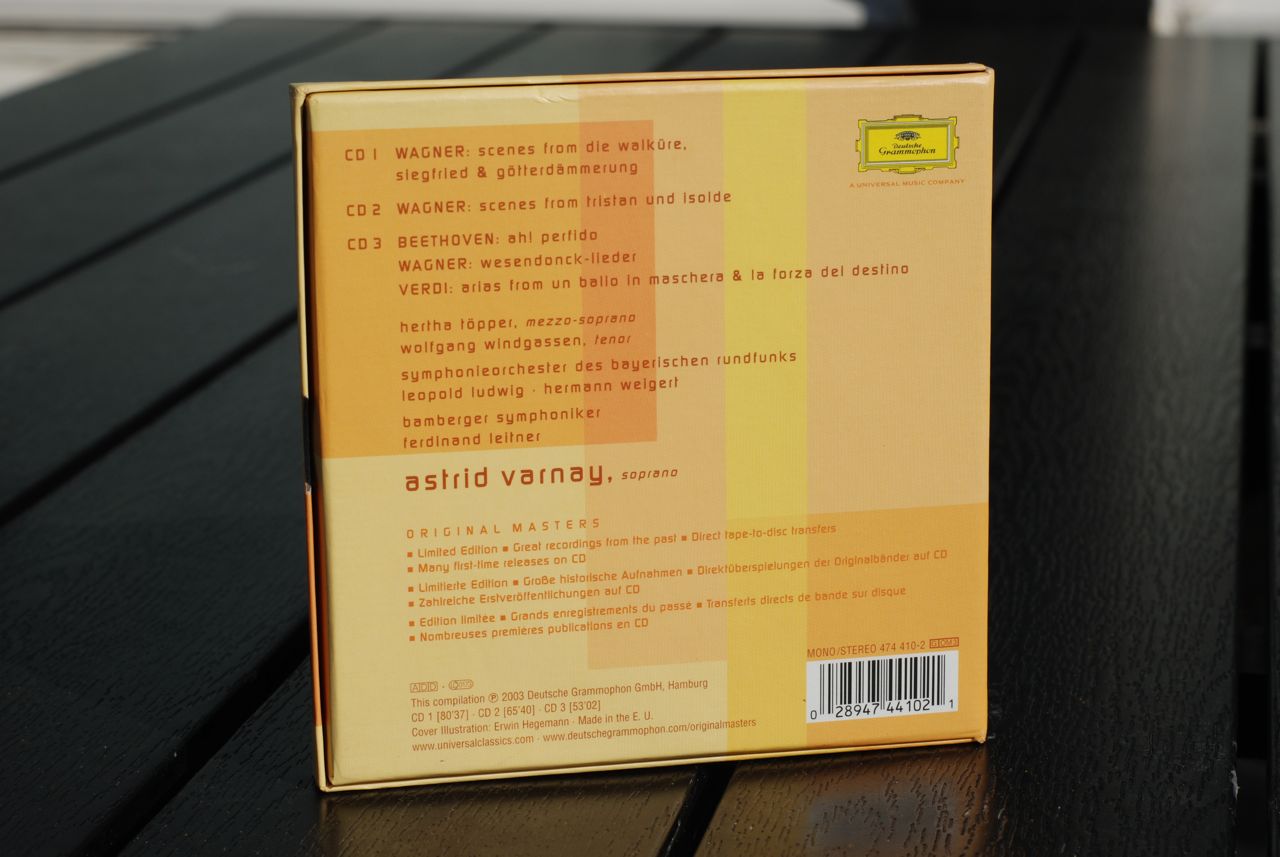 CD 1 WAGNER: scenes from die walküre,
siegfried & götterdämmerung
CD 2 WAGNER: scenes from tristan und isolde
CD 3 BEETHOVEN: ah! perfido
WAGNER: wesendonck-lieder
VERDI: arias from un ballo in maschera & la forza del destino
hertha töpper, mezzo-soprano
wolfgang windgassen, tenor
symphonieorchester des bayerischen rundfunks
leopold ludwig · hermann weigert
bamberger symphoniker
ferdinand leitner
astrid varnay, soprano
Deutsche
Grammophon
A UNIVERSAL MUSIC COMPANY
ORIGINAL MASTERS
▪ Limited Edition ▪ Great recordings from the past ▪ Direct tape-to-disc transfers
▪ Many first-time releases on CD
▪ Limitierte Edition ▪ Große historische Aufnahmen ▪ Direktüberspielungen der Originalbänder auf CD
▪ Zahlreiche Erstveröffentlichungen auf CD
▪ Edition limitée ▪ Grands enregistrements du passé ▪ Transferts directs de bande sur disque
▪ Nombreuses premières publications en CD
MONO/STEREO 474 410-2 GOM3
0 28947 44102 1
ADD ·
This compilation ℗ 2003 Deutsche Grammophon GmbH, Hamburg
CD 1 [80'37] · CD 2 [65'40] · CD 3 [53'02]
Cover Illustration: Erwin Hegemann · Made in the E. U.
www.universalclassics.com · www.deutschegrammophon.com/originalmasters